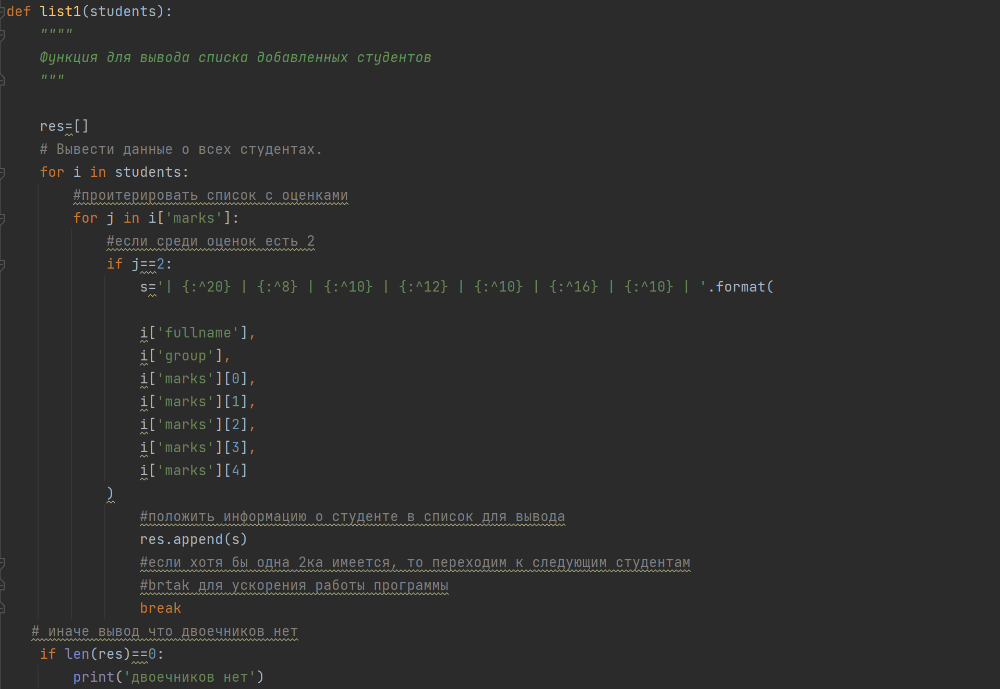 def list1(students):
    """"
    Функция для вывода списка добавленных студентов
    """
    res=[]
    # Вывести данные о всех студентах.
    for i in students:
        #проитерировать список с оценками
        for j in i['marks']:
            #если среди оценок есть 2
            if j==2:
                s='| {:^20} | {:^8} | {:^10} | {:^12} | {:^10} | {:^16} | {:^10} | '.format(
                i['fullname'],
                i['group'],
                i['marks'][0],
                i['marks'][1],
                i['marks'][2],
                i['marks'][3],
                i['marks'][4]
            )
                #положить информацию о студенте в список для вывода
                res.append(s)
                #если хотя бы одна 2ка имеется, то переходим к следующим студентам
                #brtak для ускорения работы программы
                break
   # иначе вывод что двоечников нет
    if len(res)==0:
        print('двоечников нет')